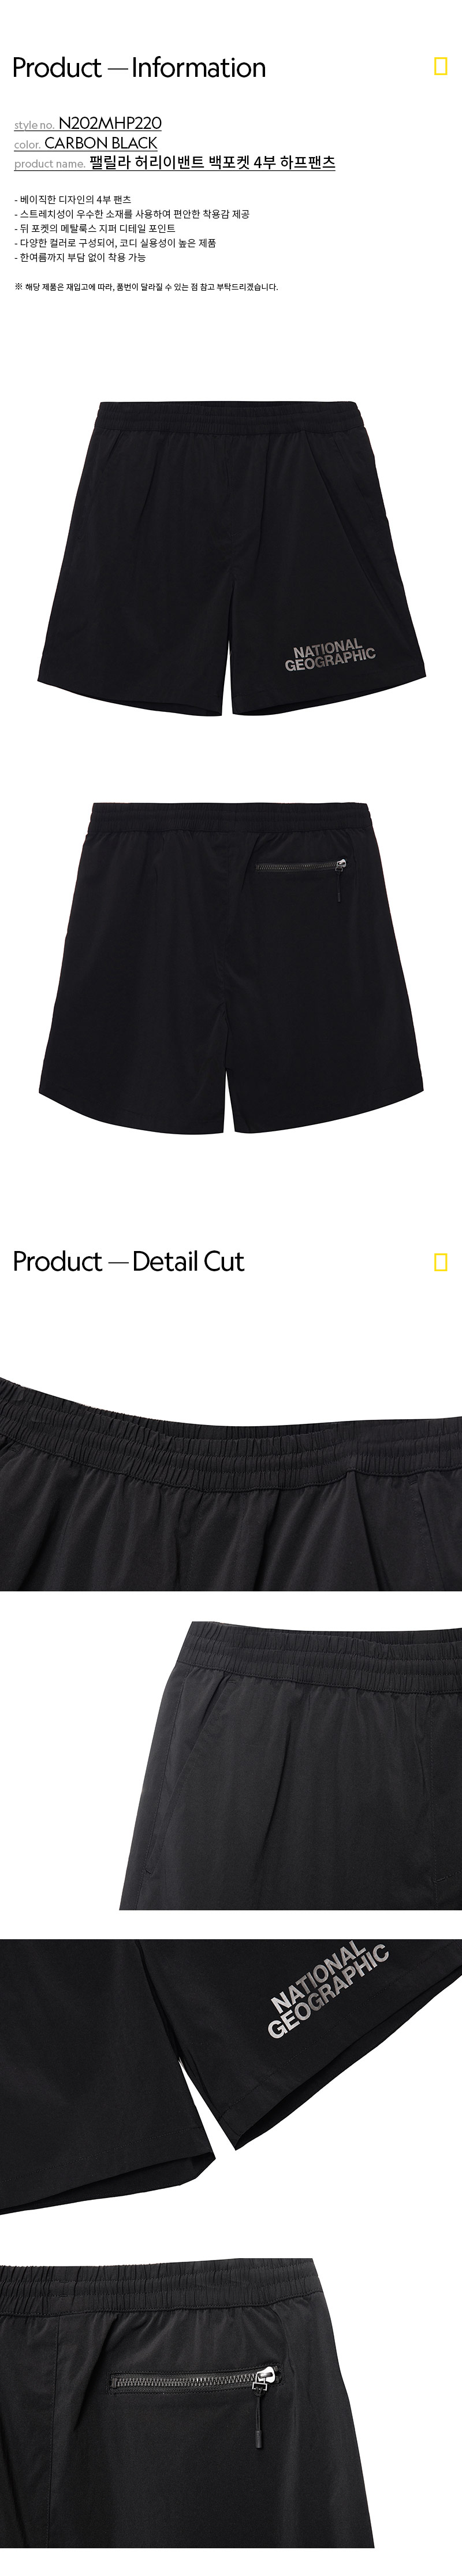 Product — Information
style no. N202MHP220
color. CARBON BLACK
product name. 팰릴라 허리이밴트 백포켓 4부 하프팬츠
- 베이직한 디자인의 4부 팬츠
- 스트레치성이 우수한 소재를 사용하여 편안한 착용감 제공
- 뒤 포켓의 메탈룩스 지퍼 디테일 포인트
- 다양한 컬러로 구성되어, 코디 실용성이 높은 제품
- 한여름까지 부담 없이 착용 가능
※ 해당 제품은 재입고에 따라, 품번이 달라질 수 있는 점 참고 부탁드리겠습니다.
NATIONAL
GEOGRAPHIC
Product — Detail Cut
NATIONAL
GEOGRAPHIC